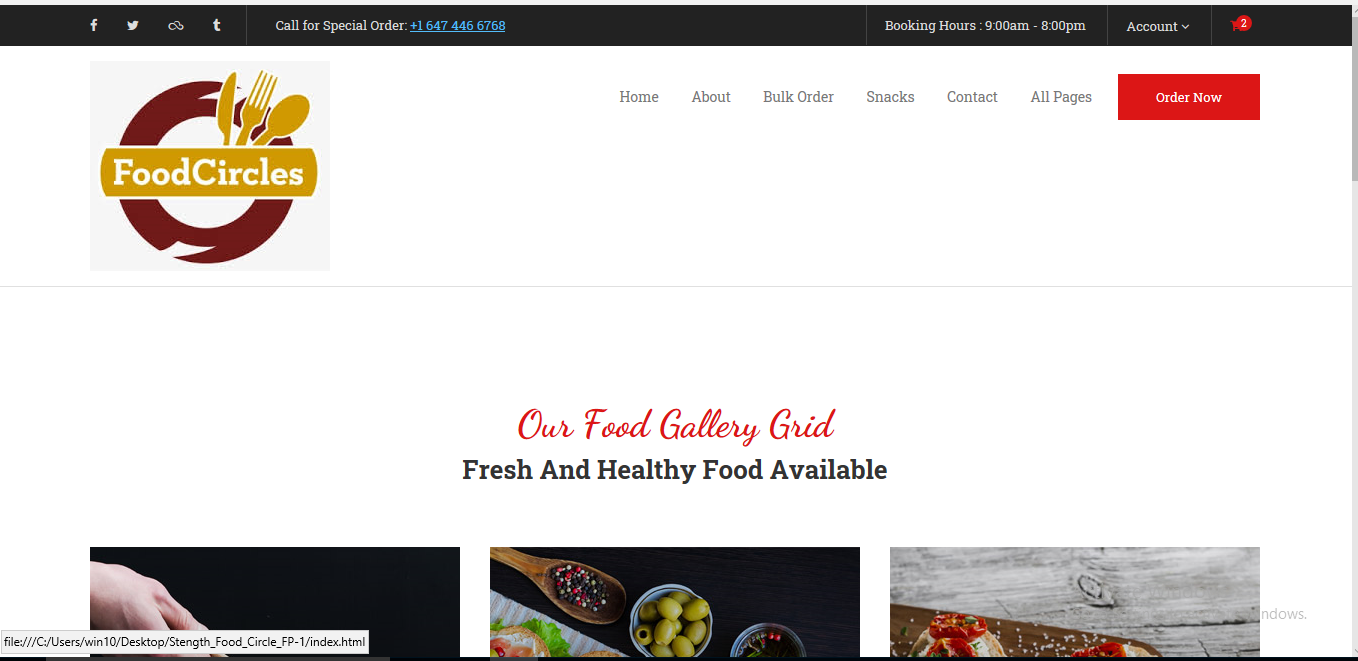 Call for Special Order: +1 647 446 6768
Booking Hours : 9:00am - 8:00pm
Account
2
FoodCircles
Home
About
Bulk Order
Snacks
Contact
All Pages
Order Now
Our Food Gallery Grid
Fresh And Healthy Food Available
ndows.
file:///C:/Users/win10/Desktop/Stength_Food_Circle_FP-1/index.html